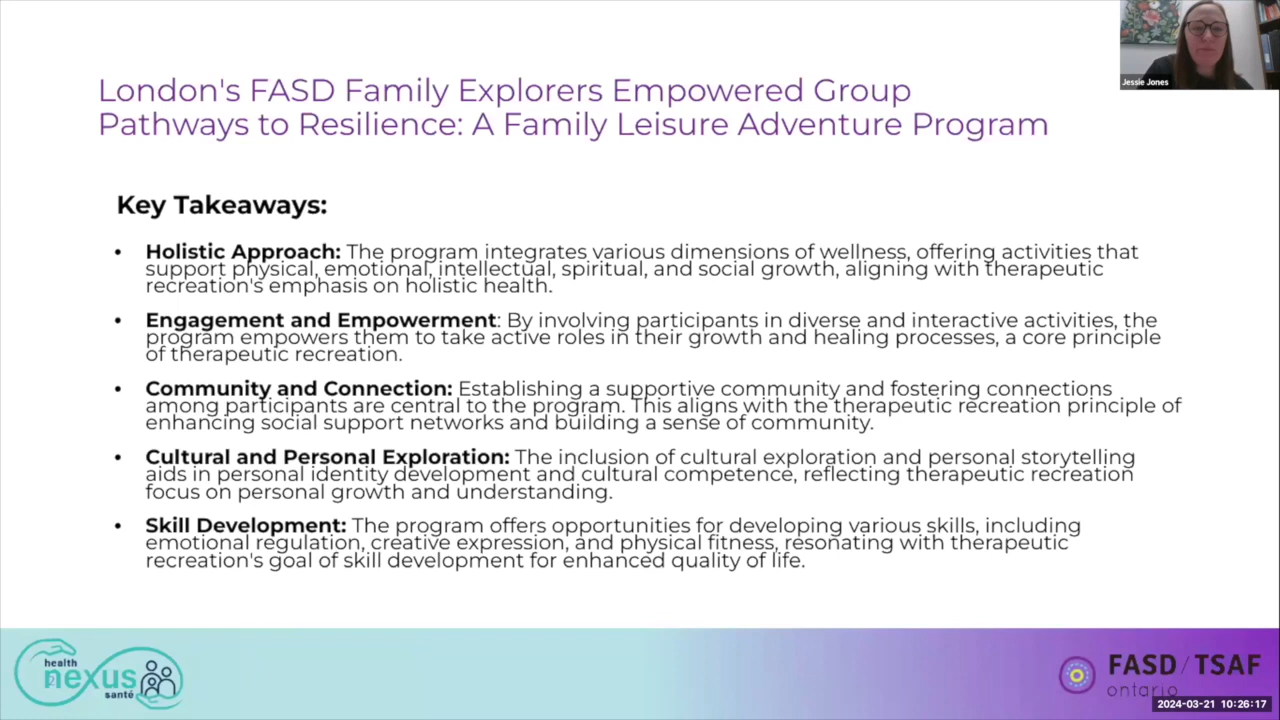 Jessie Jones
London's FASD Family Explorers Empowered Group
Pathways to Resilience: A Family Leisure Adventure Program
Key Takeaways:
• Holistic Approach: The program integrates various dimensions of wellness, offering activities that
support physical, emotional, intellectual, spiritual, and social growth, aligning with therapeutic
recreation's emphasis on holistic health.
• Engagement and Empowerment: By involving participants in diverse and interactive activities, the
program empowers them to take active roles in their growth and healing processes, a core principle
of therapeutic recreation.
• Community and Connection: Establishing a supportive community and fostering connections
among participants are central to the program. This aligns with the therapeutic recreation principle of
enhancing social support networks and building a sense of community.
• Cultural and Personal Exploration: The inclusion of cultural exploration and personal storytelling
aids in personal identity development and cultural competence, reflecting therapeutic recreation
focus on personal growth and understanding.
• Skill Development: The program offers opportunities for developing various skills, including
emotional regulation, creative expression, and physical fitness, resonating with therapeutic
recreation's goal of skill development for enhanced quality of life.
health
nexus
santé
FASD / TSAF
ontario
2024-03-21 10:26:17